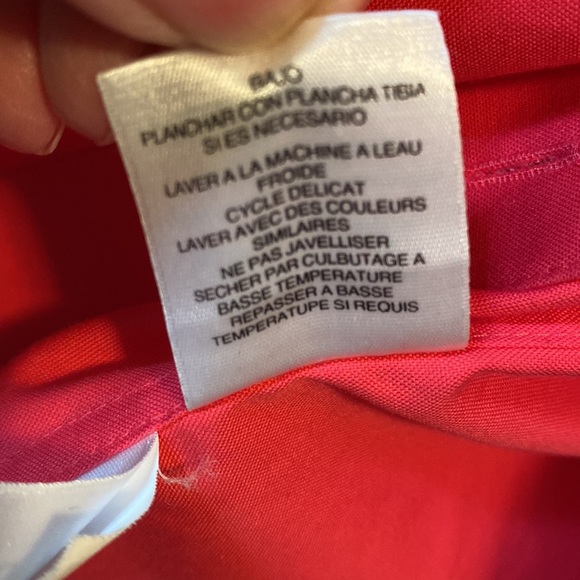 BAJO
PLANCHAR CON PLANCHA TIBIA
SI ES NECESARIO
LAVER A LA MACHINE A LEAU
FROIDE
CYCLE DELICAT
LAVER AVEC DES COULEURS
SIMILAIRES
NE PAS JAVELLISER
SECHER PAR CULBUTAGE A
BASSE TEMPERATURE
REPASSER A BASSE
TEMPERATURE SI REQUIS